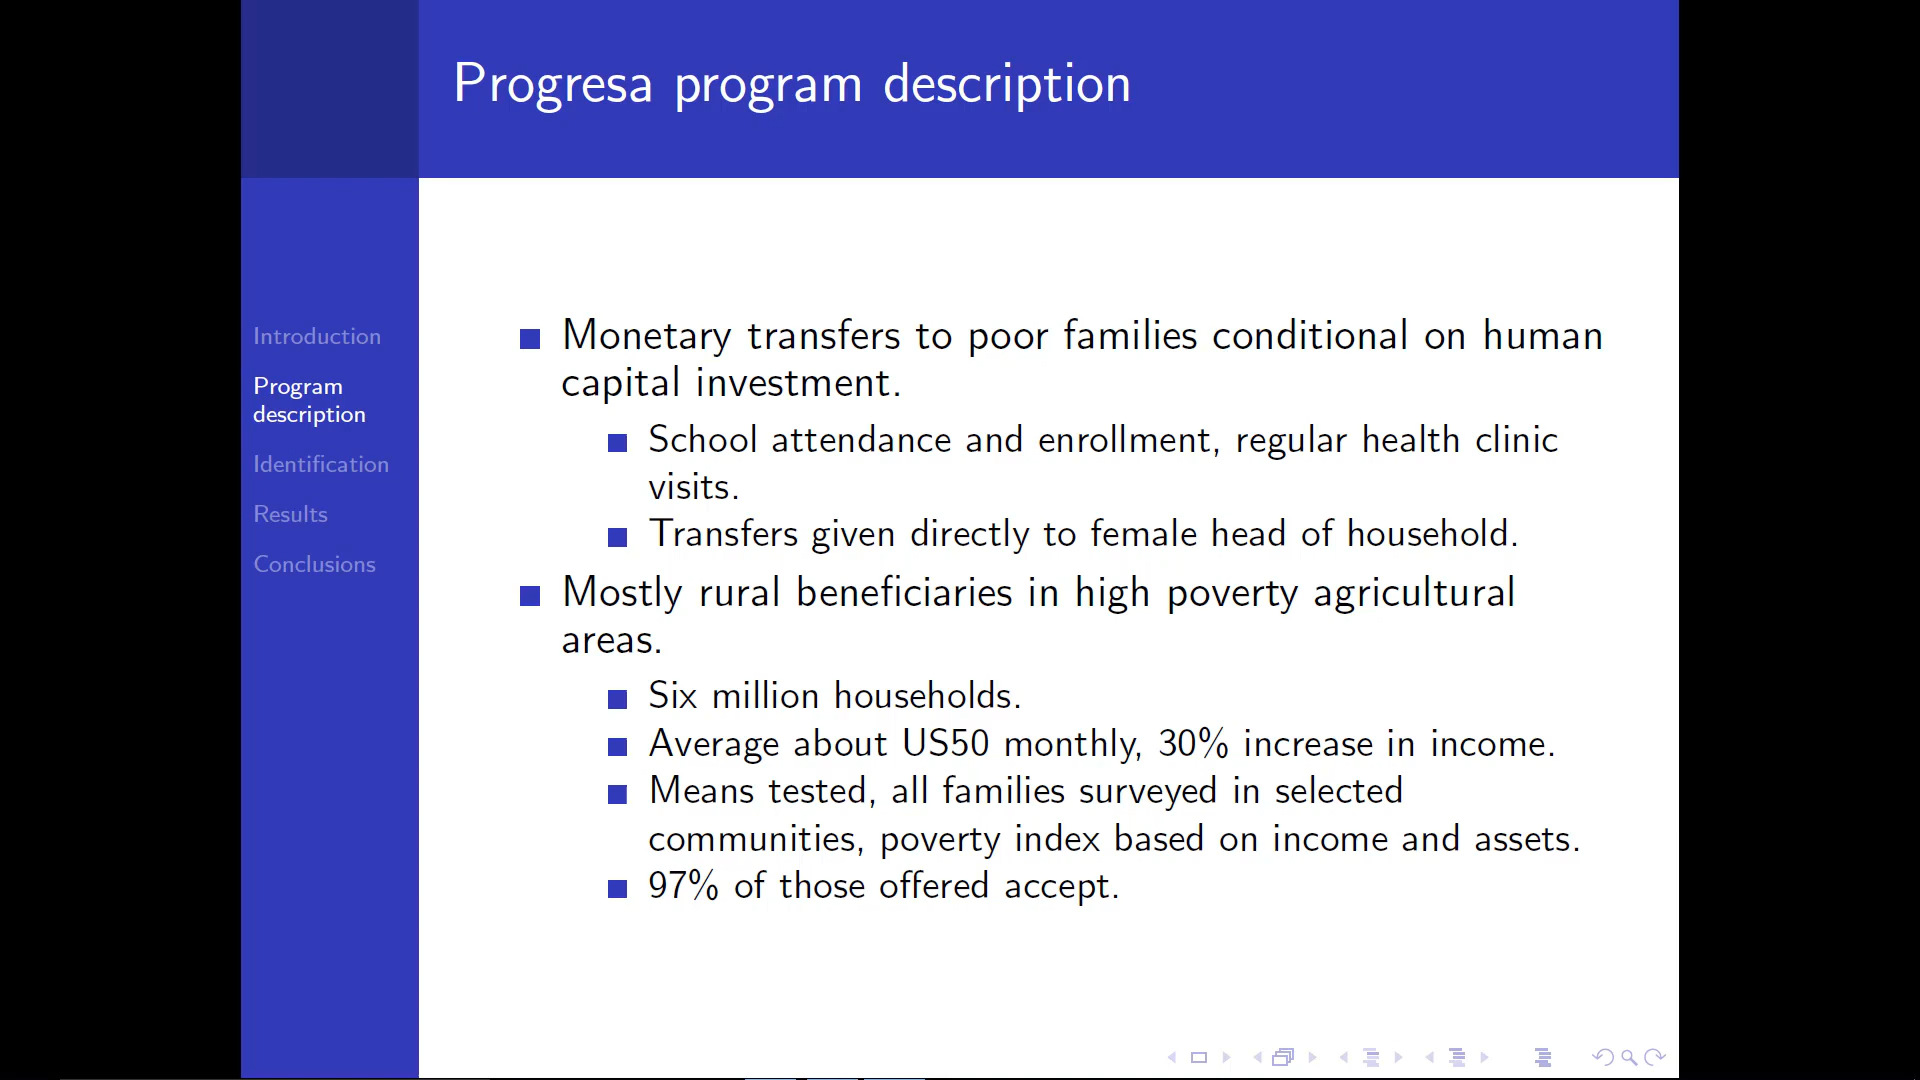 Progresa program description
Introduction
Program
description
Identification
Results
Conclusions
Monetary transfers to poor families conditional on human
capital investment.
School attendance and enrollment, regular health clinic
visits.
Transfers given directly to female head of household.
Mostly rural beneficiaries in high poverty agricultural
areas.
Six million households.
Average about US50 monthly, 30% increase in income.
Means tested, all families surveyed in selected
communities, poverty index based on income and assets.
97% of those offered accept.